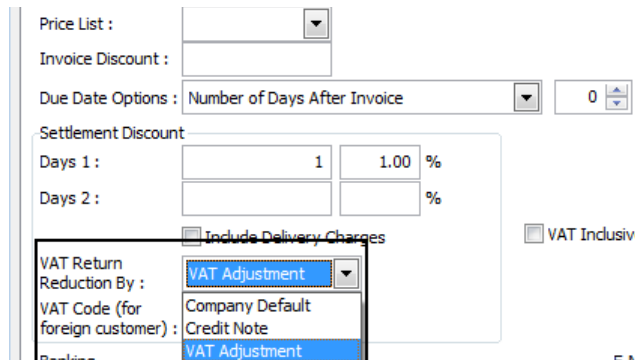 Price List :
Invoice Discount :
Due Date Options : Number of Days After Invoice 0
Settlement Discount
Days 1 : 1 1.00 %
Days 2 : %
Include Delivery Charges VAT Inclusiv
VAT Return
Reduction By : VAT Adjustment
VAT Code (for
foreign customer) :
Company Default
Credit Note
VAT Adjustment
Banking